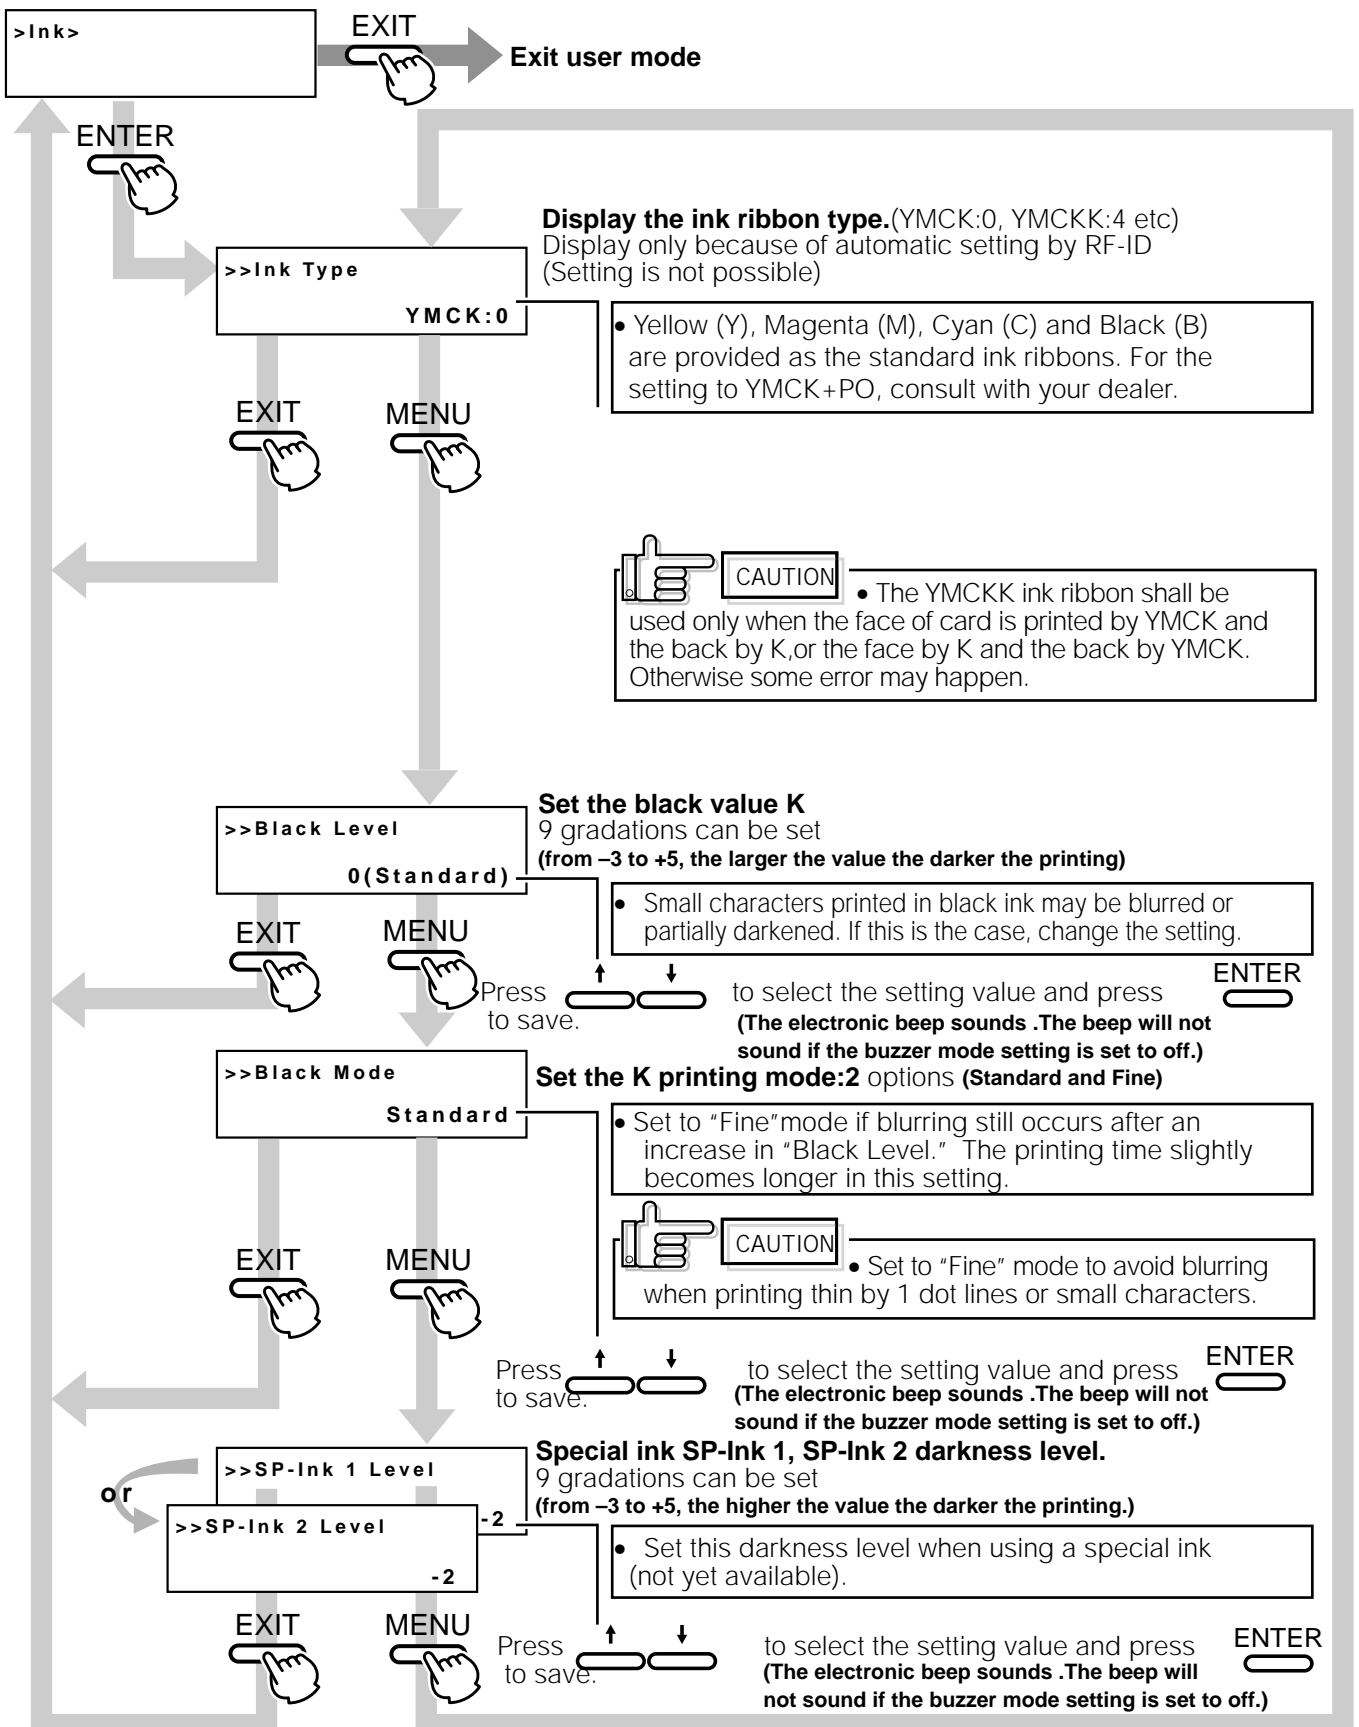 >Ink>
EXIT
Exit user mode
ENTER
Display the ink ribbon type.(YMCK:0, YMCKK:4 etc)
Display only because of automatic setting by RF-ID
(Setting is not possible)
>>Ink Type
YMCK:0
• Yellow (Y), Magenta (M), Cyan (C) and Black (B)
are provided as the standard ink ribbons. For the
setting to YMCK+PO, consult with your dealer.
EXIT
MENU
CAUTION
• The YMCKK ink ribbon shall be
used only when the face of card is printed by YMCK and
the back by K,or the face by K and the back by YMCK.
Otherwise some error may happen.
Set the black value K
9 gradations can be set
(from –3 to +5, the larger the value the darker the printing)
>>Black Level
0(Standard)
• Small characters printed in black ink may be blurred or
partially darkened. If this is the case, change the setting.
EXIT
MENU
Press to select the setting value and press ENTER
to save.
(The electronic beep sounds .The beep will not
sound if the buzzer mode setting is set to off.)
>>Black Mode
Standard
Set the K printing mode:2 options (Standard and Fine)
• Set to “Fine”mode if blurring still occurs after an
increase in “Black Level.” The printing time slightly
becomes longer in this setting.
CAUTION
• Set to “Fine” mode to avoid blurring
when printing thin by 1 dot lines or small characters.
EXIT
MENU
Press to select the setting value and press ENTER
to save.
(The electronic beep sounds .The beep will not
sound if the buzzer mode setting is set to off.)
Special ink SP-Ink 1, SP-Ink 2 darkness level.
9 gradations can be set
(from –3 to +5, the higher the value the darker the printing.)
>>SP-Ink 1 Level
-2
or
>>SP-Ink 2 Level
-2
• Set this darkness level when using a special ink
(not yet available).
EXIT
MENU
Press to select the setting value and press ENTER
to save.
(The electronic beep sounds .The beep will
not sound if the buzzer mode setting is set to off.)